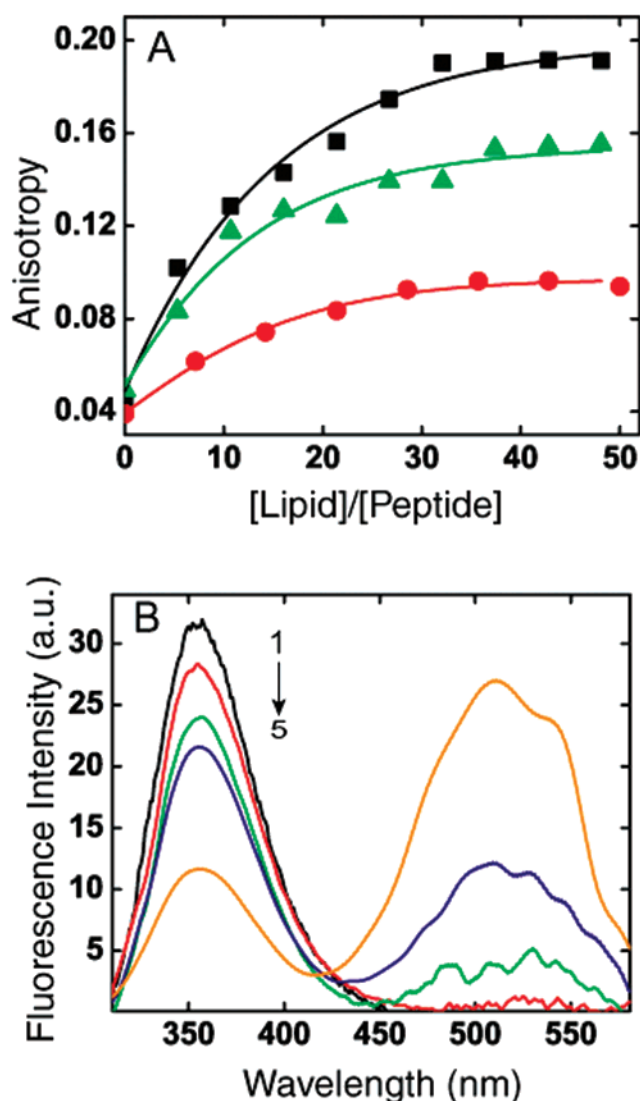 A
Anisotropy
0.20
0.16
0.12
0.08
0.04
0 10 20 30 40 50
[Lipid]/[Peptide]
B
Fluorescence Intensity (a.u.)
30
25
20
15
10
5
1
5
350 400 450 500 550
Wavelength (nm)